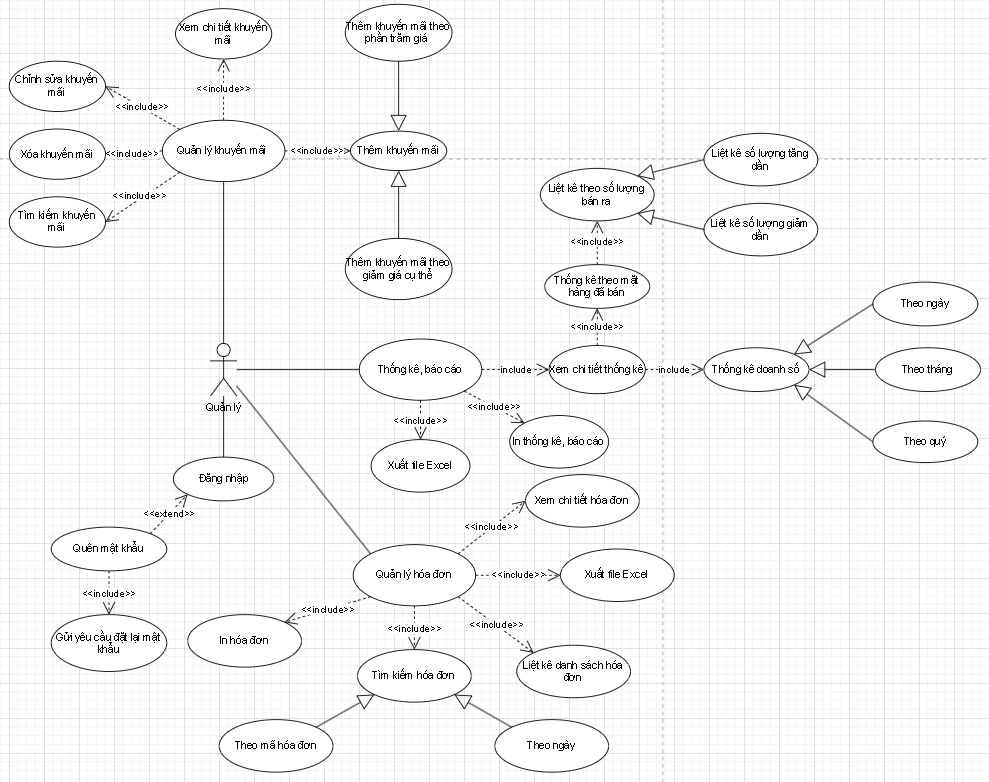 Xem chi tiết khuyến
mãi
Thêm khuyến mãi theo
phần trăm giá
Chỉnh sửa khuyến
mãi
<<include>>
<<include>>
Quản lý khuyến mãi
<<include>>
Thêm khuyến mãi
Xóa khuyến mãi
<<include>>
<<include>>
Tìm kiếm khuyến
mãi
Thêm khuyến mãi theo
giảm giá cụ thể
Liệt kê số lượng tăng
dần
Liệt kê theo số lượng
bán ra
Liệt kê số lượng giảm
dần
<<include>>
Thống kê theo mặt
hàng đã bán
<<include>>
Theo ngày
Thống kê, báo cáo
include
Xem chi tiết thống kê
include
Thống kê doanh số
Theo tháng
Theo quý
Quản lý
<<include>>
<<include>>
In thống kê, báo cáo
Xuất file Excel
Đăng nhập
<<extend>>
Quên mật khẩu
<<include>>
Gửi yêu cầu đặt lại mật
khẩu
Xem chi tiết hóa đơn
<<include>>
Quản lý hóa đơn
<<include>>
Xuất file Excel
<<include>>
In hóa đơn
<<include>>
<<include>>
Liệt kê danh sách hóa
đơn
Tìm kiếm hóa đơn
Theo mã hóa đơn
Theo ngày